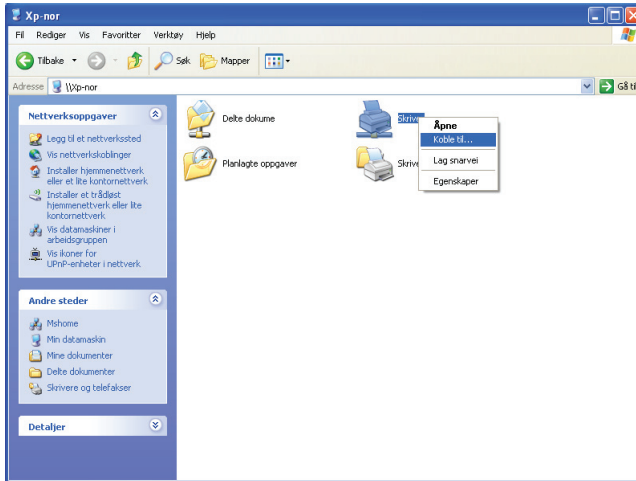 Xp-nor
Fil Rediger Vis Favoritter Verktøy Hjelp
Tilbake Søk Mapper
Adresse \\Xp-nor Gå til
Nettverksoppgaver
Legg til et nettverkssted
Vis nettverkskoblinger
Installer hjemmenettverk
eller et lite kontornettverk
Installer et trådløst
hjemmenettverk eller lite
kontornettverk
Vis datamaskiner i
arbeidsgruppen
Vis ikoner for
UPnP-enheter i nettverk
Andre steder
Mshome
Min datamaskin
Mine dokumenter
Delte dokumenter
Skrivere og telefakser
Detaljer
Delte dokume
Planlagte oppgaver
Skriver
Skrive
Åpne
Koble til...
Lag snarvei
Egenskaper